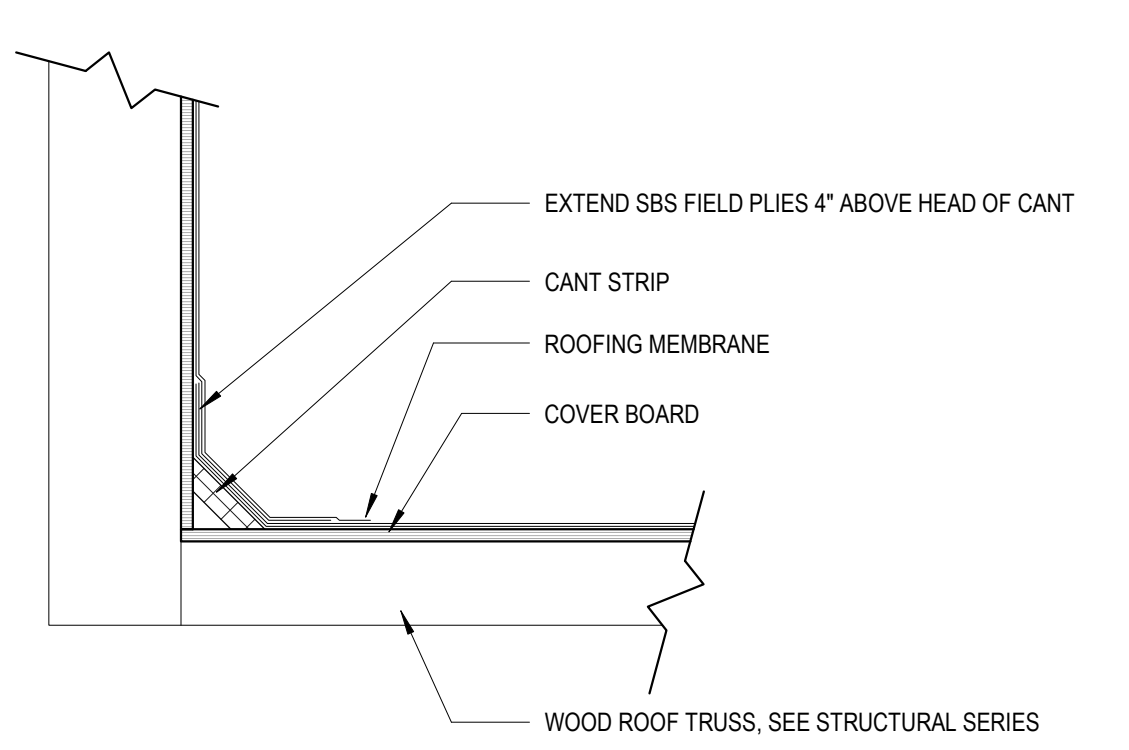 EXTEND SBS FIELD PLIES 4" ABOVE HEAD OF CANT
CANT STRIP
ROOFING MEMBRANE
COVER BOARD
WOOD ROOF TRUSS, SEE STRUCTURAL SERIES